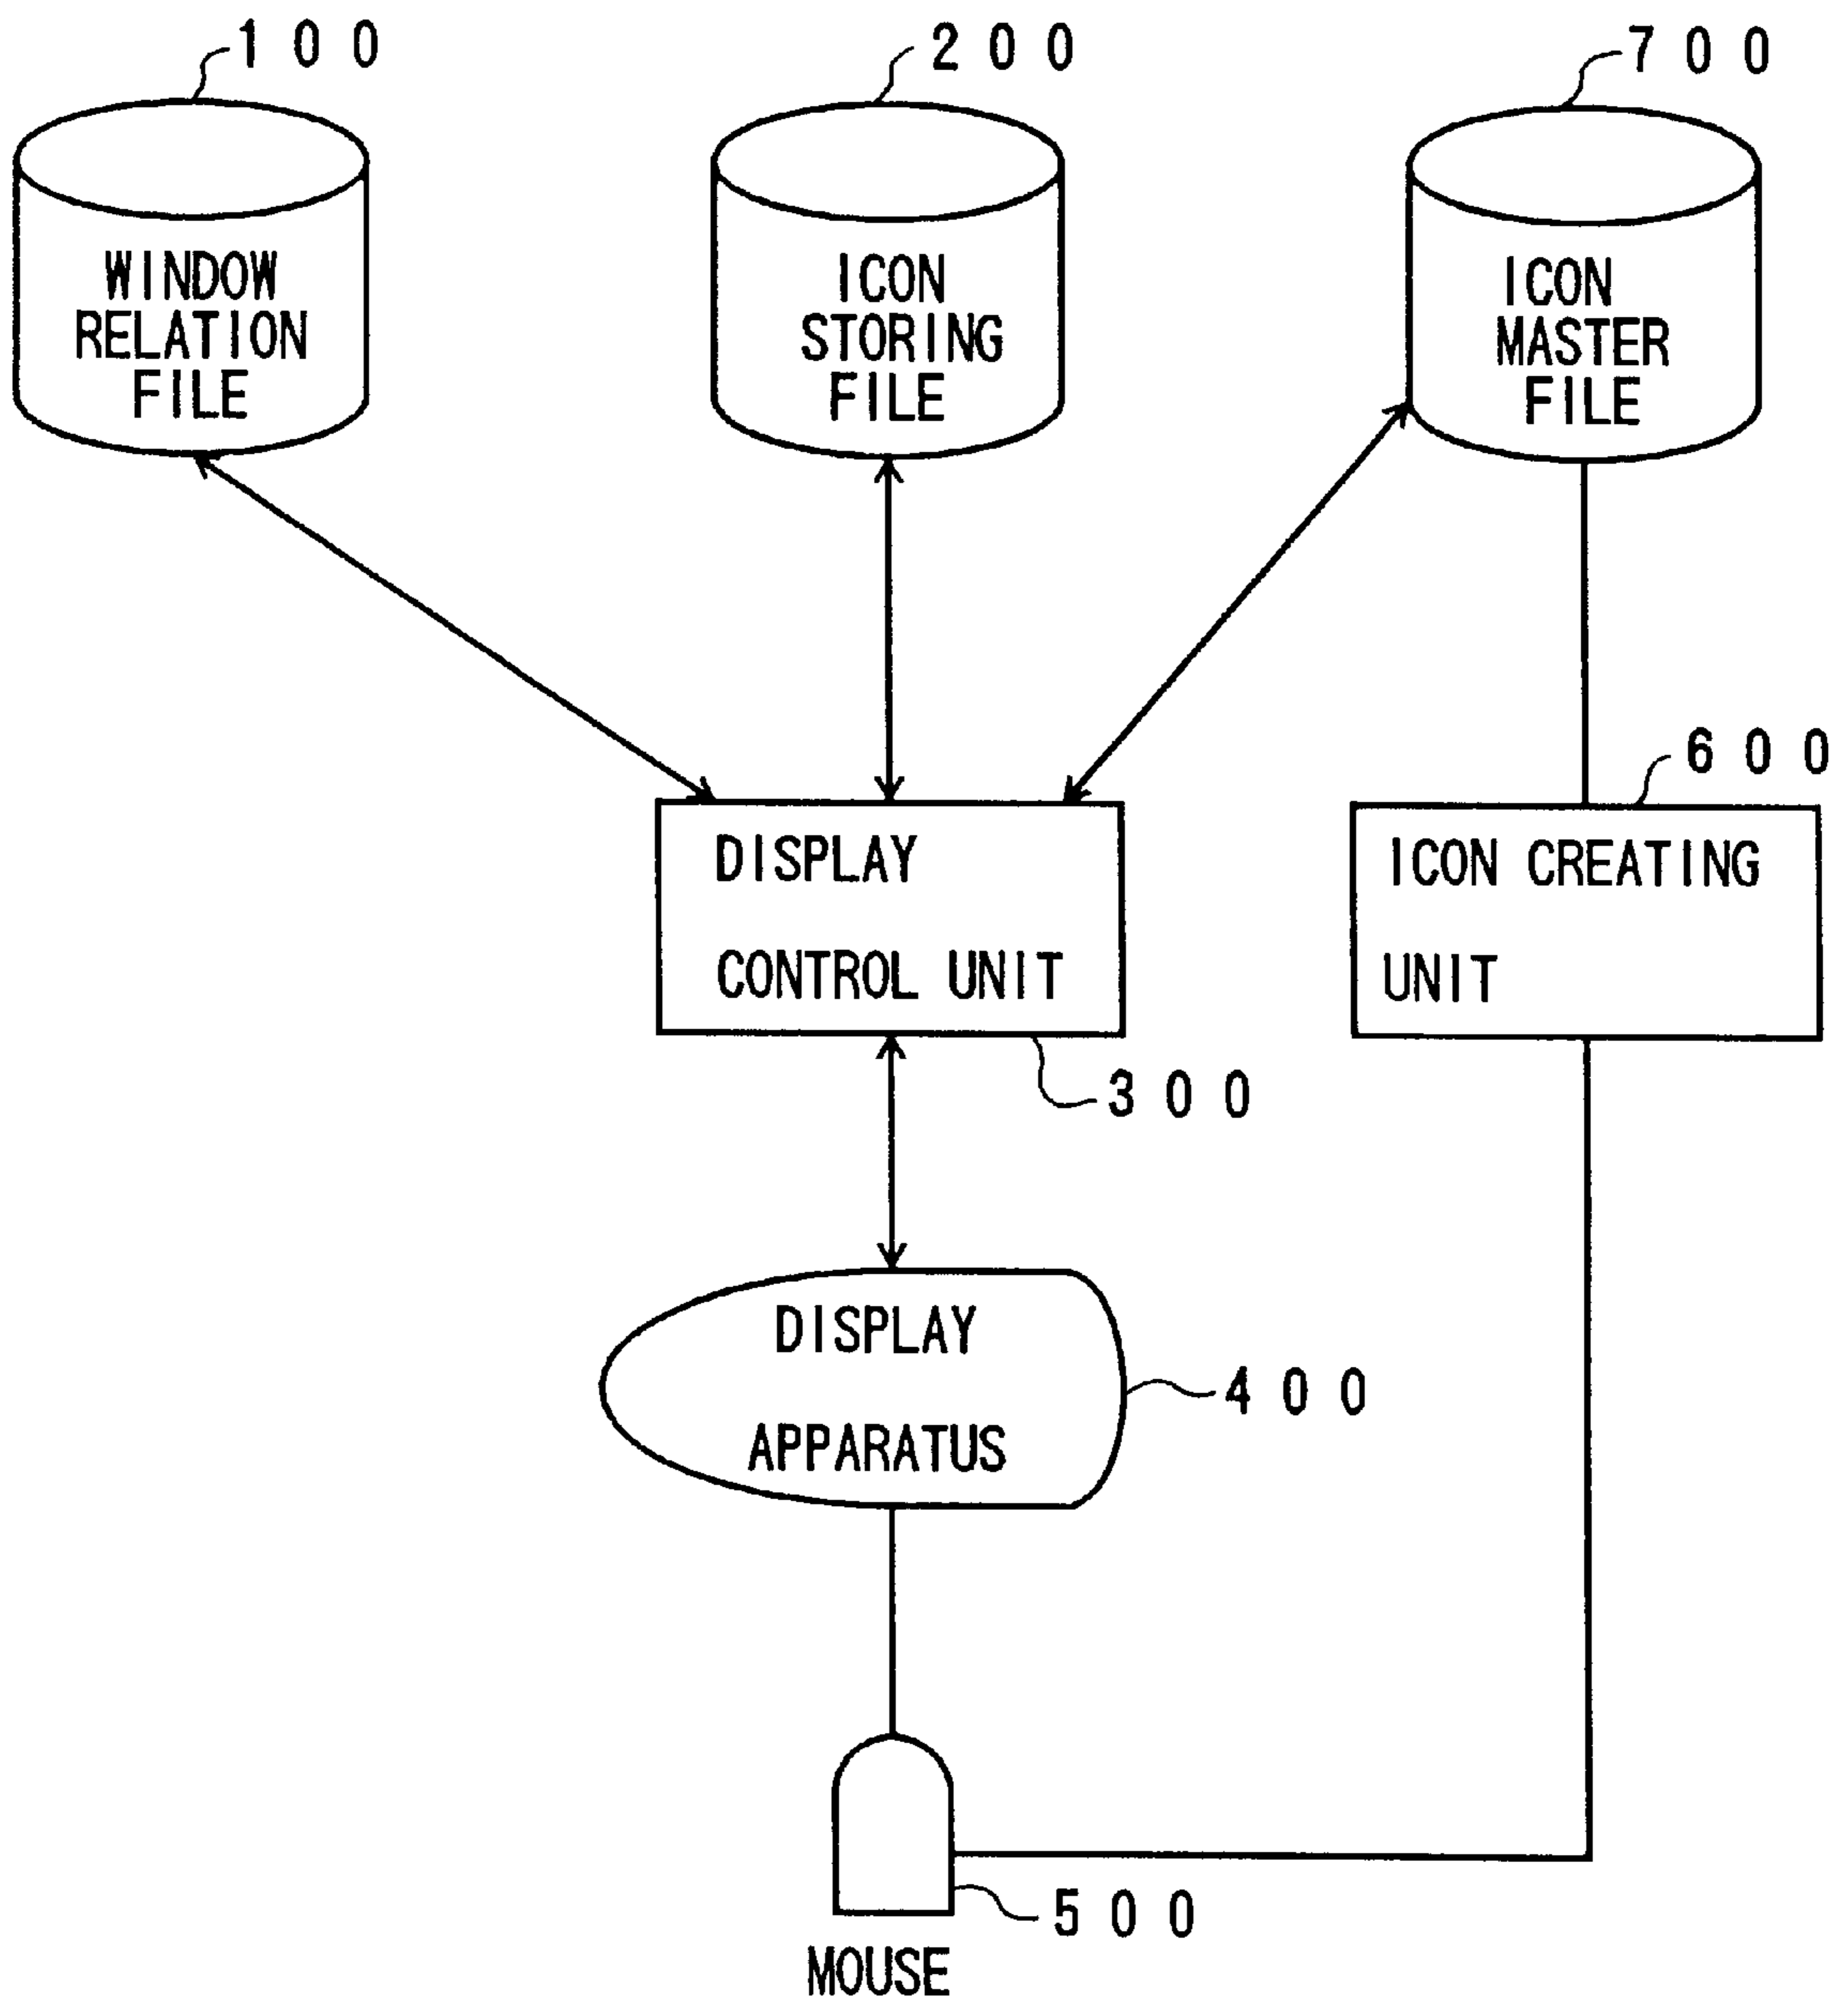 100
200
700
WINDOW
RELATION
FILE
ICON
STORING
FILE
ICON
MASTER
FILE
600
DISPLAY
CONTROL UNIT
ICON CREATING
UNIT
300
DISPLAY
APPARATUS
400
500
MOUSE